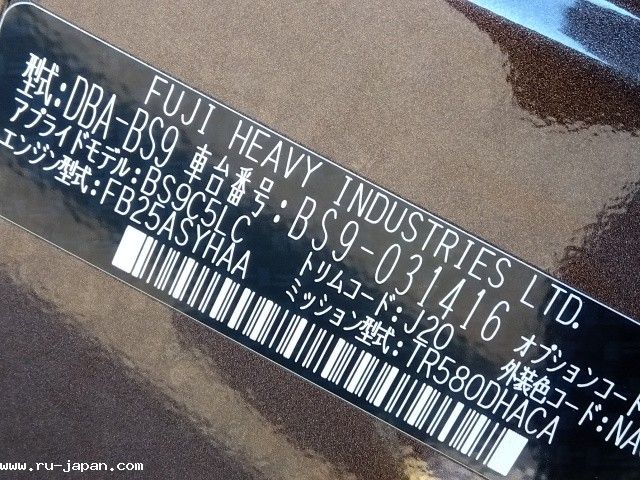 FUJI HEAVY INDUSTRIES LTD.
型式:DBA-BS9 車台番号:BS9-031416
アプライドモデル:BS9C5LC トリムコード:J20 オプションコード
エンジン型式:FB25ASYHAA ミッション型式:TR580DHACA 外装色コード:NA
www.ru-japan.com